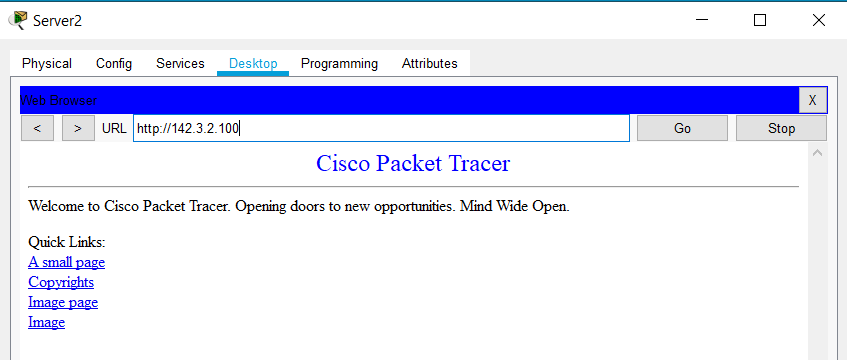 Server2
Physical Config Services Desktop Programming Attributes
Web Browser X
< > URL http://142.3.2.100 Go Stop
Cisco Packet Tracer
Welcome to Cisco Packet Tracer. Opening doors to new opportunities. Mind Wide Open.
Quick Links:
A small page
Copyrights
Image page
Image